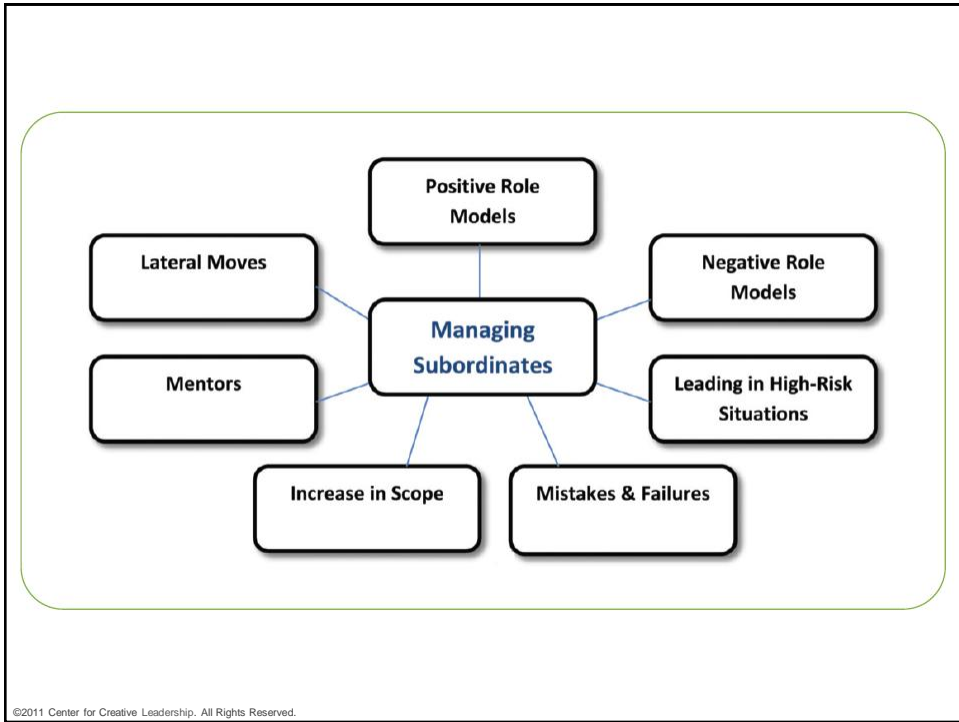 Positive Role
Models
Lateral Moves
Negative Role
Models
Managing
Subordinates
Mentors
Leading in High-Risk
Situations
Increase in Scope
Mistakes & Failures
©2011 Center for Creative Leadership. All Rights Reserved.